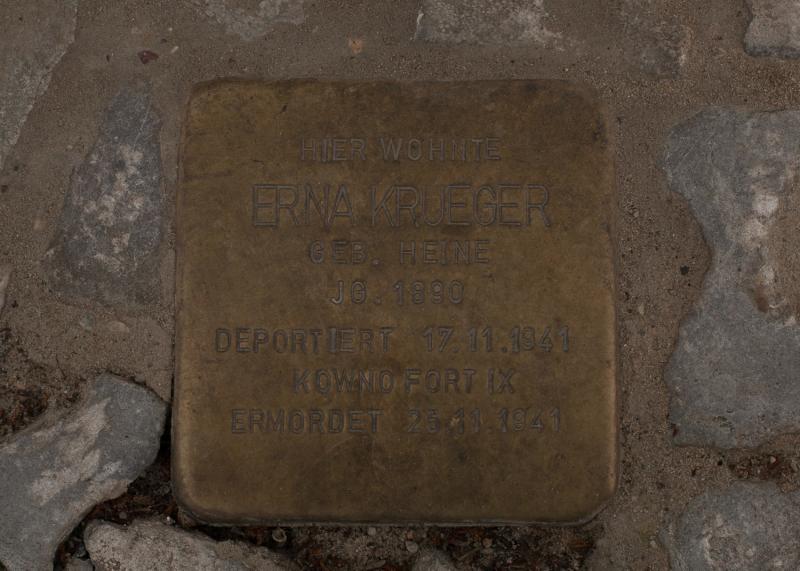 HIER WOHNTE
ERNA KRUEGER
GEB. HEINE
JG. 1890
DEPORTIERT 17.11.1941
KOWNO FORT IX
ERMORDET 25.11.1941